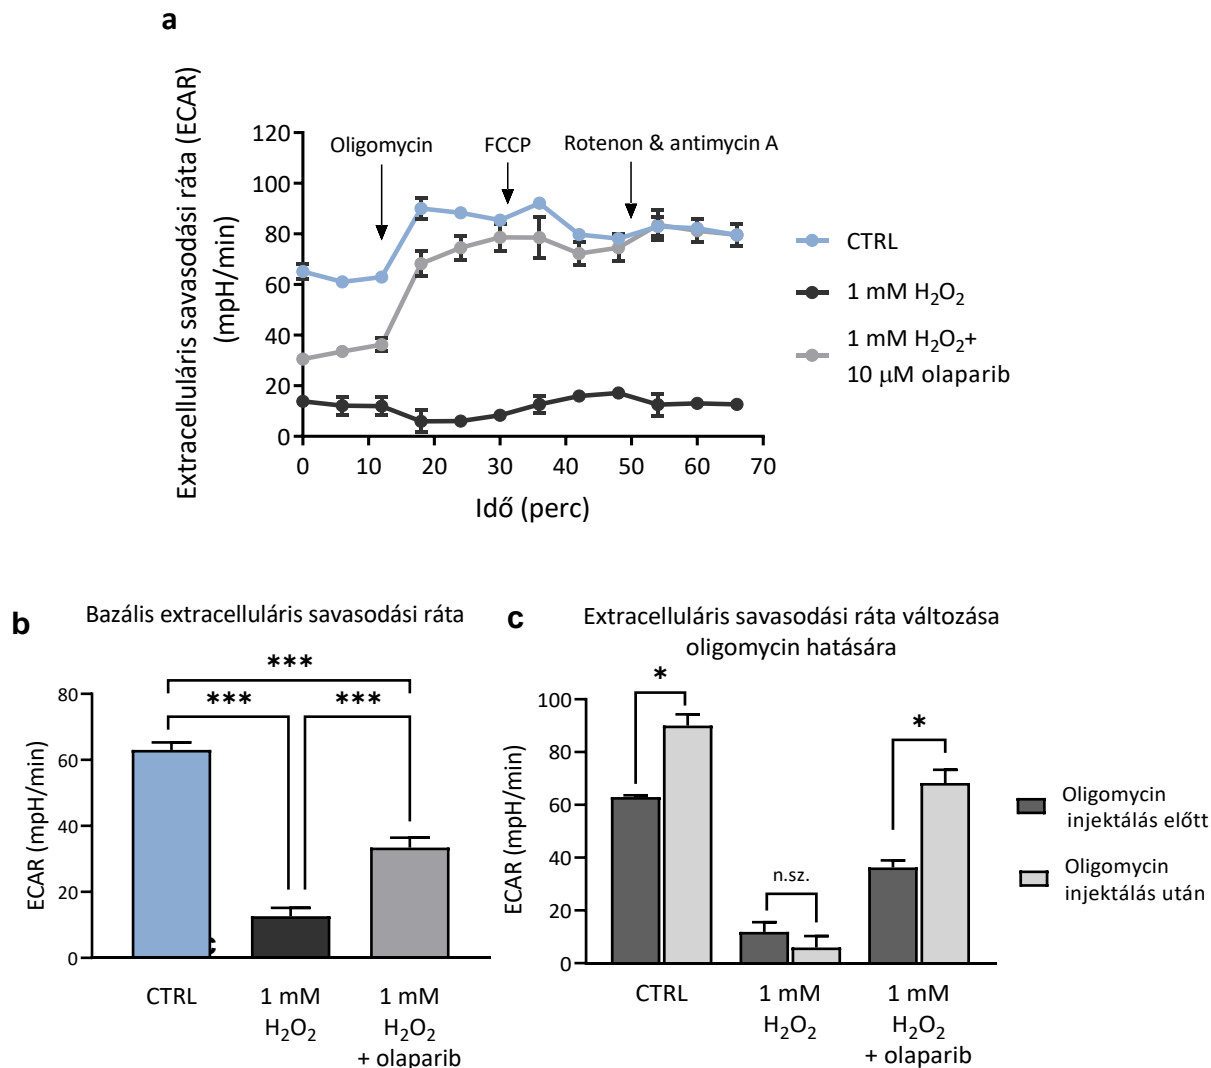 a
Extracelluláris savasodási ráta (ECAR)
(mpH/min)
120
100
80
60
40
20
0
Oligomycin
FCCP
Rotenon & antimycin A
0 10 20 30 40 50 60 70
Idő (perc)
CTRL
1 mM H₂O₂
1 mM H₂O₂+
10 μM olaparib
b
Bazális extracelluláris savasodási ráta
***
*** ***
ECAR (mpH/min)
80
60
40
20
0
c
CTRL
1 mM
H₂O₂
1 mM
H₂O₂
+ olaparib
c
Extracelluláris savasodási ráta változása
oligomycin hatására
*
*
n.sz.
ECAR (mpH/min)
100
80
60
40
20
0
CTRL
1 mM
H₂O₂
1 mM
H₂O₂
+ olaparib
Oligomycin
injektálás előtt
Oligomycin
injektálás után